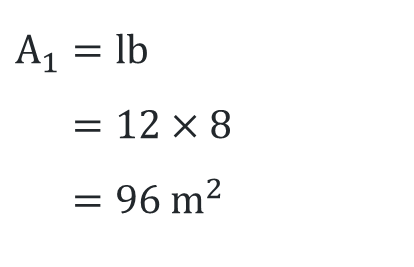 A₁ = lb
= 12 × 8
= 96 m²